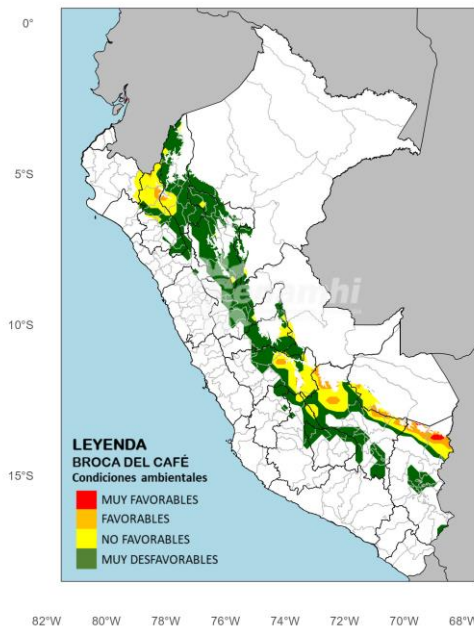 0°
5°S
10°S
15°S
senamhi
LEYENDA
BROCA DEL CAFÉ
Condiciones ambientales
MUY FAVORABLES
FAVORABLES
NO FAVORABLES
MUY DESFAVORABLES
82°W 80°W 78°W 76°W 74°W 72°W 70°W 68°W